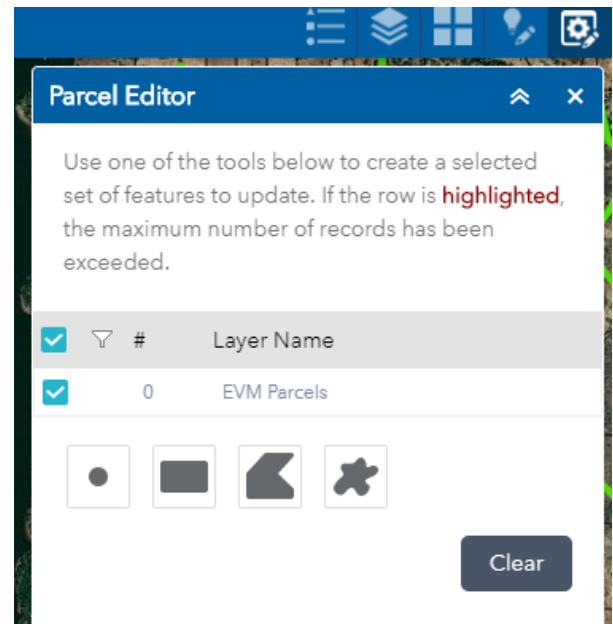 Parcel Editor
Use one of the tools below to create a selected
set of features to update. If the row is highlighted,
the maximum number of records has been
exceeded.
# Layer Name
0 EVM Parcels
Clear